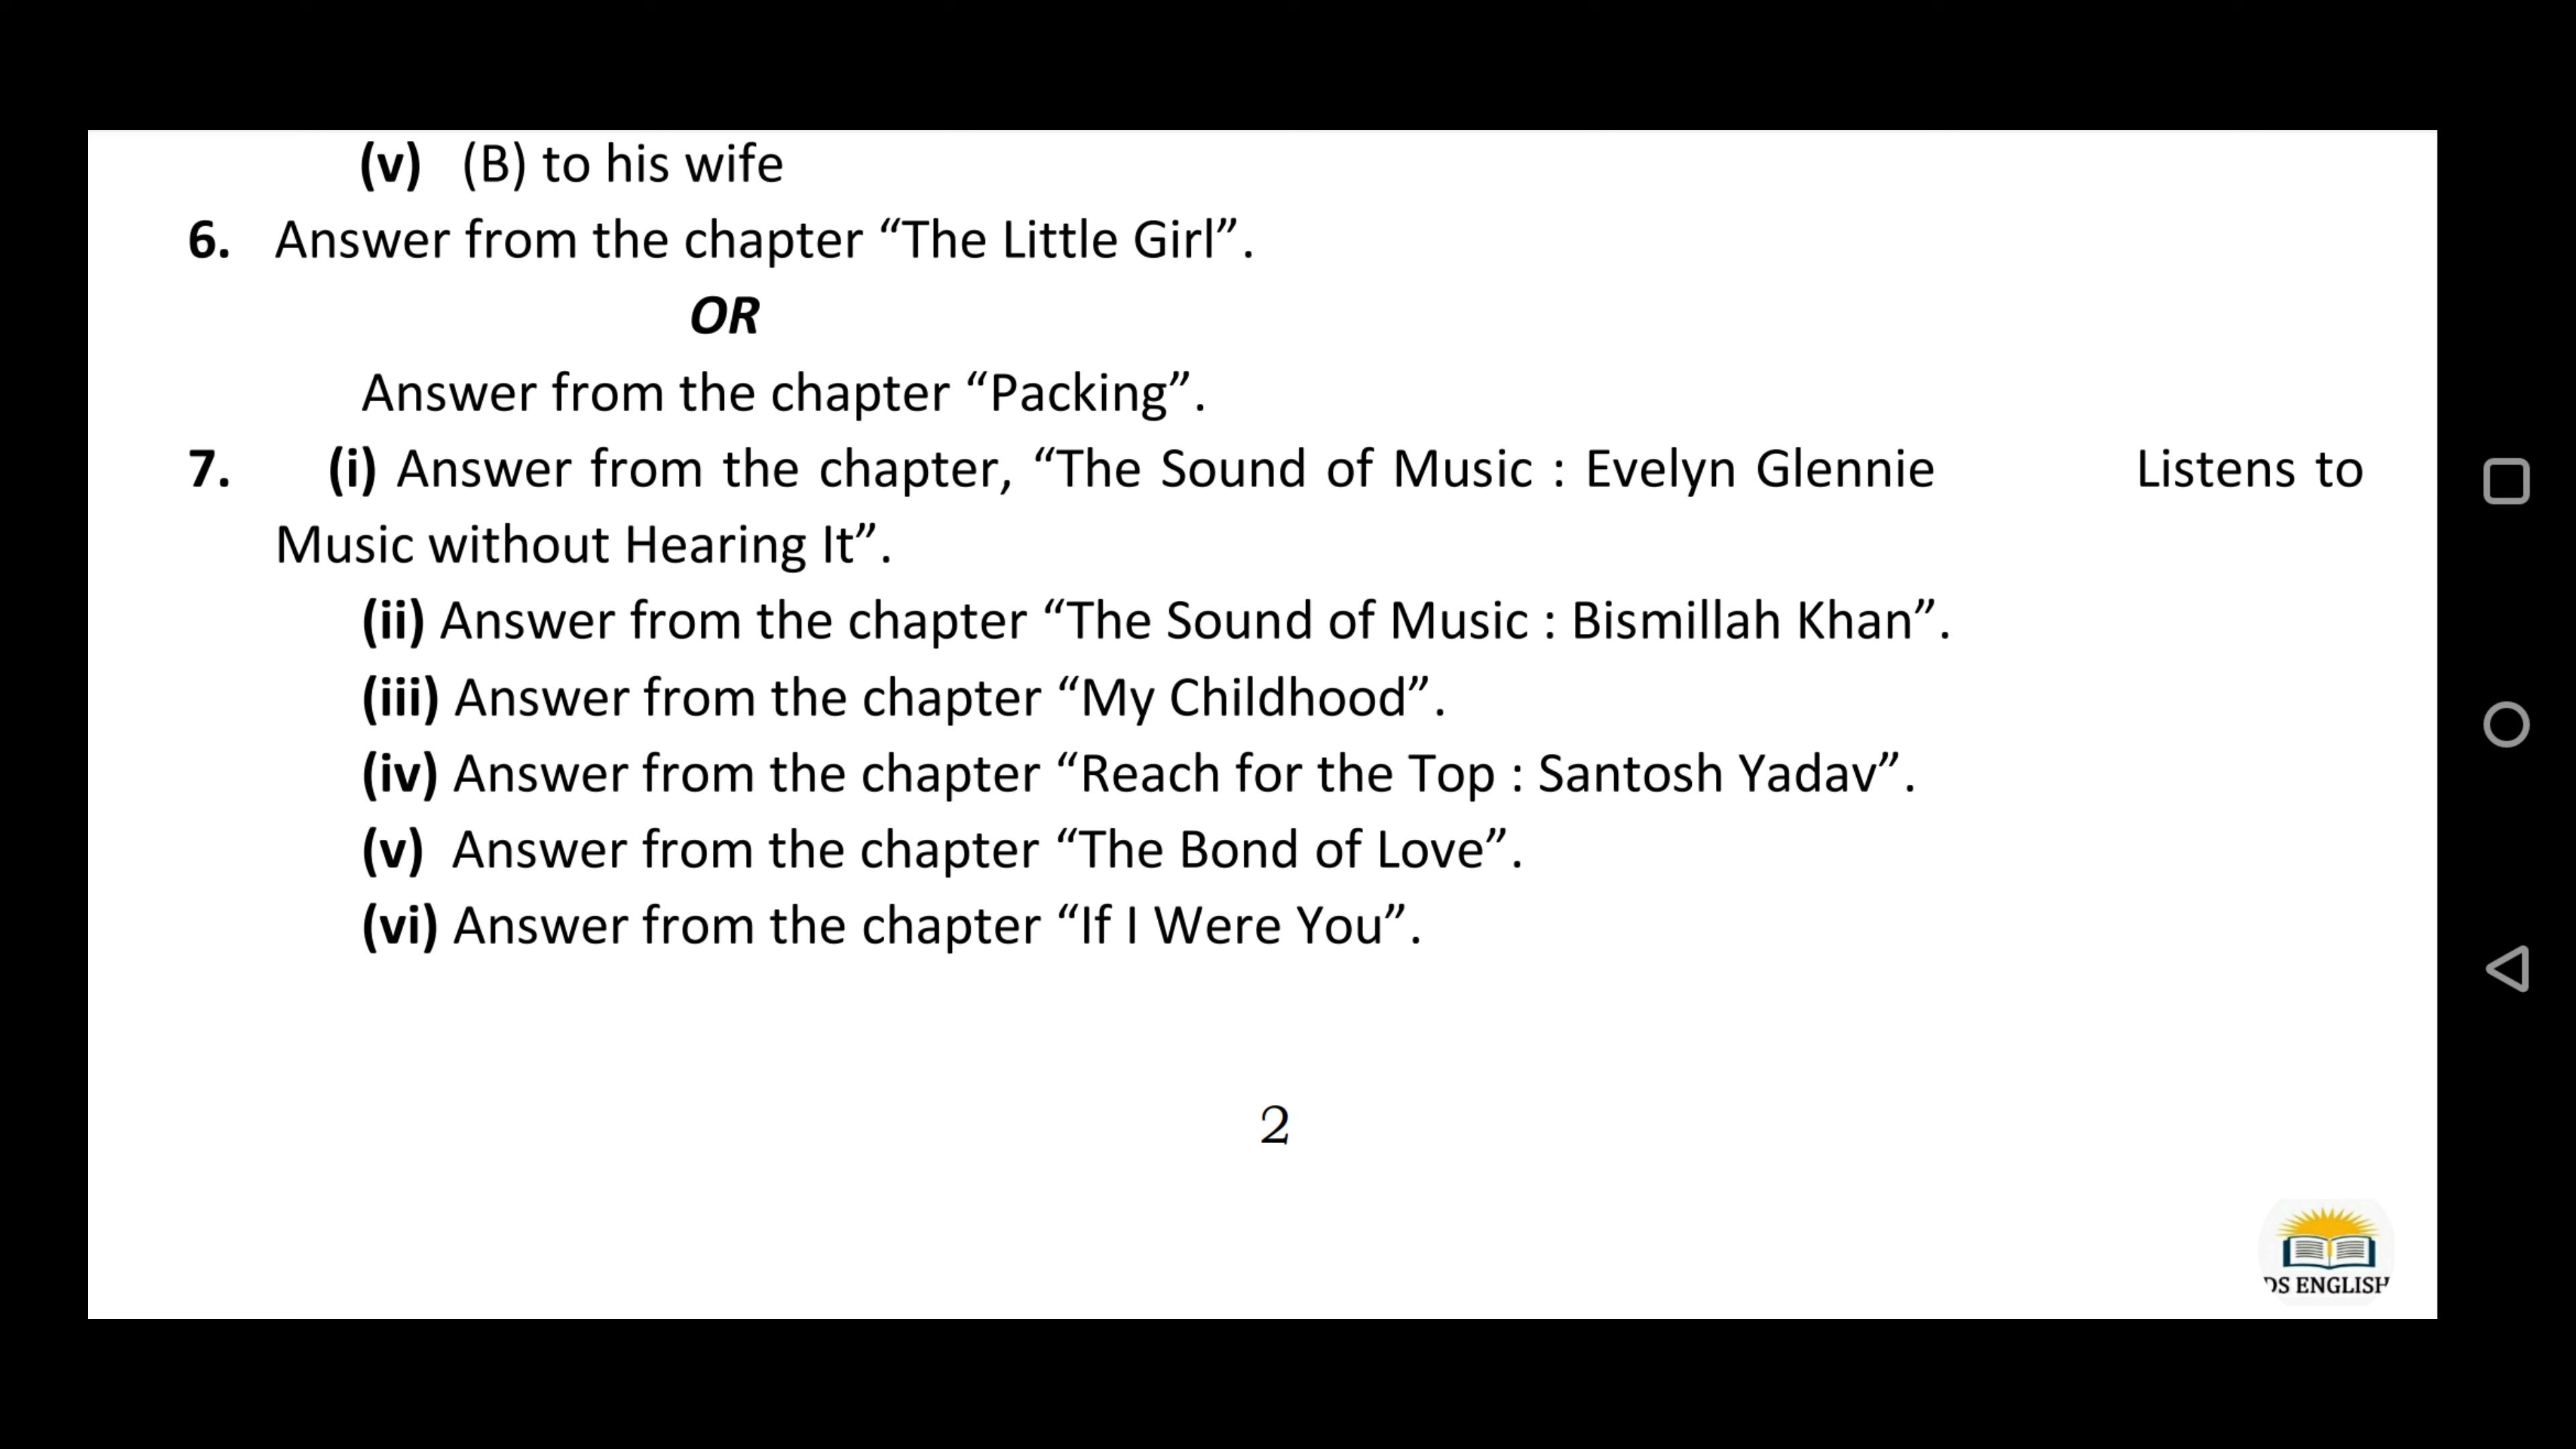 (v) (B) to his wife
6. Answer from the chapter “The Little Girl”.
OR
Answer from the chapter “Packing”.
7. (i) Answer from the chapter, “The Sound of Music : Evelyn Glennie Listens to
Music without Hearing It”.
(ii) Answer from the chapter “The Sound of Music : Bismillah Khan”.
(iii) Answer from the chapter “My Childhood”.
(iv) Answer from the chapter “Reach for the Top : Santosh Yadav”.
(v) Answer from the chapter “The Bond of Love”.
(vi) Answer from the chapter “If I Were You”.
2
DS ENGLISH